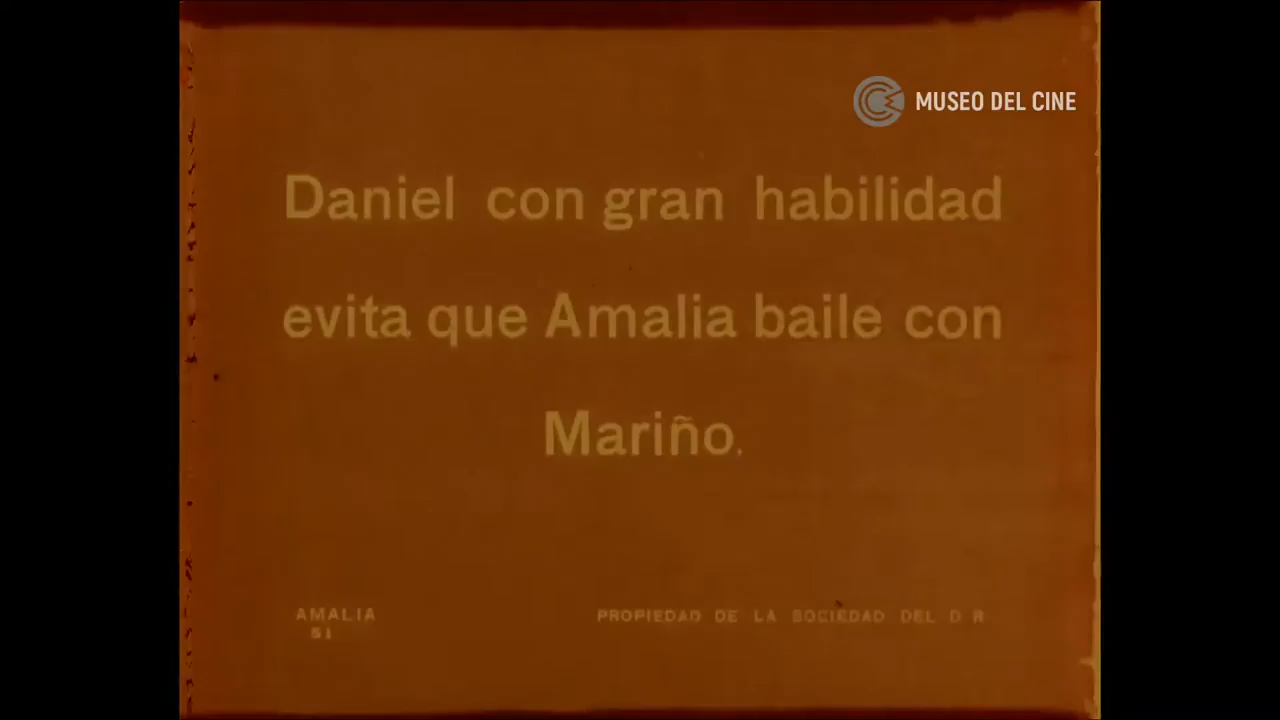 MUSEO DEL CINE
Daniel con gran habilidad
evita que Amalia baile con
Mariño.
AMALIA
51
PROPIEDAD DE LA SOCIEDAD DEL D R